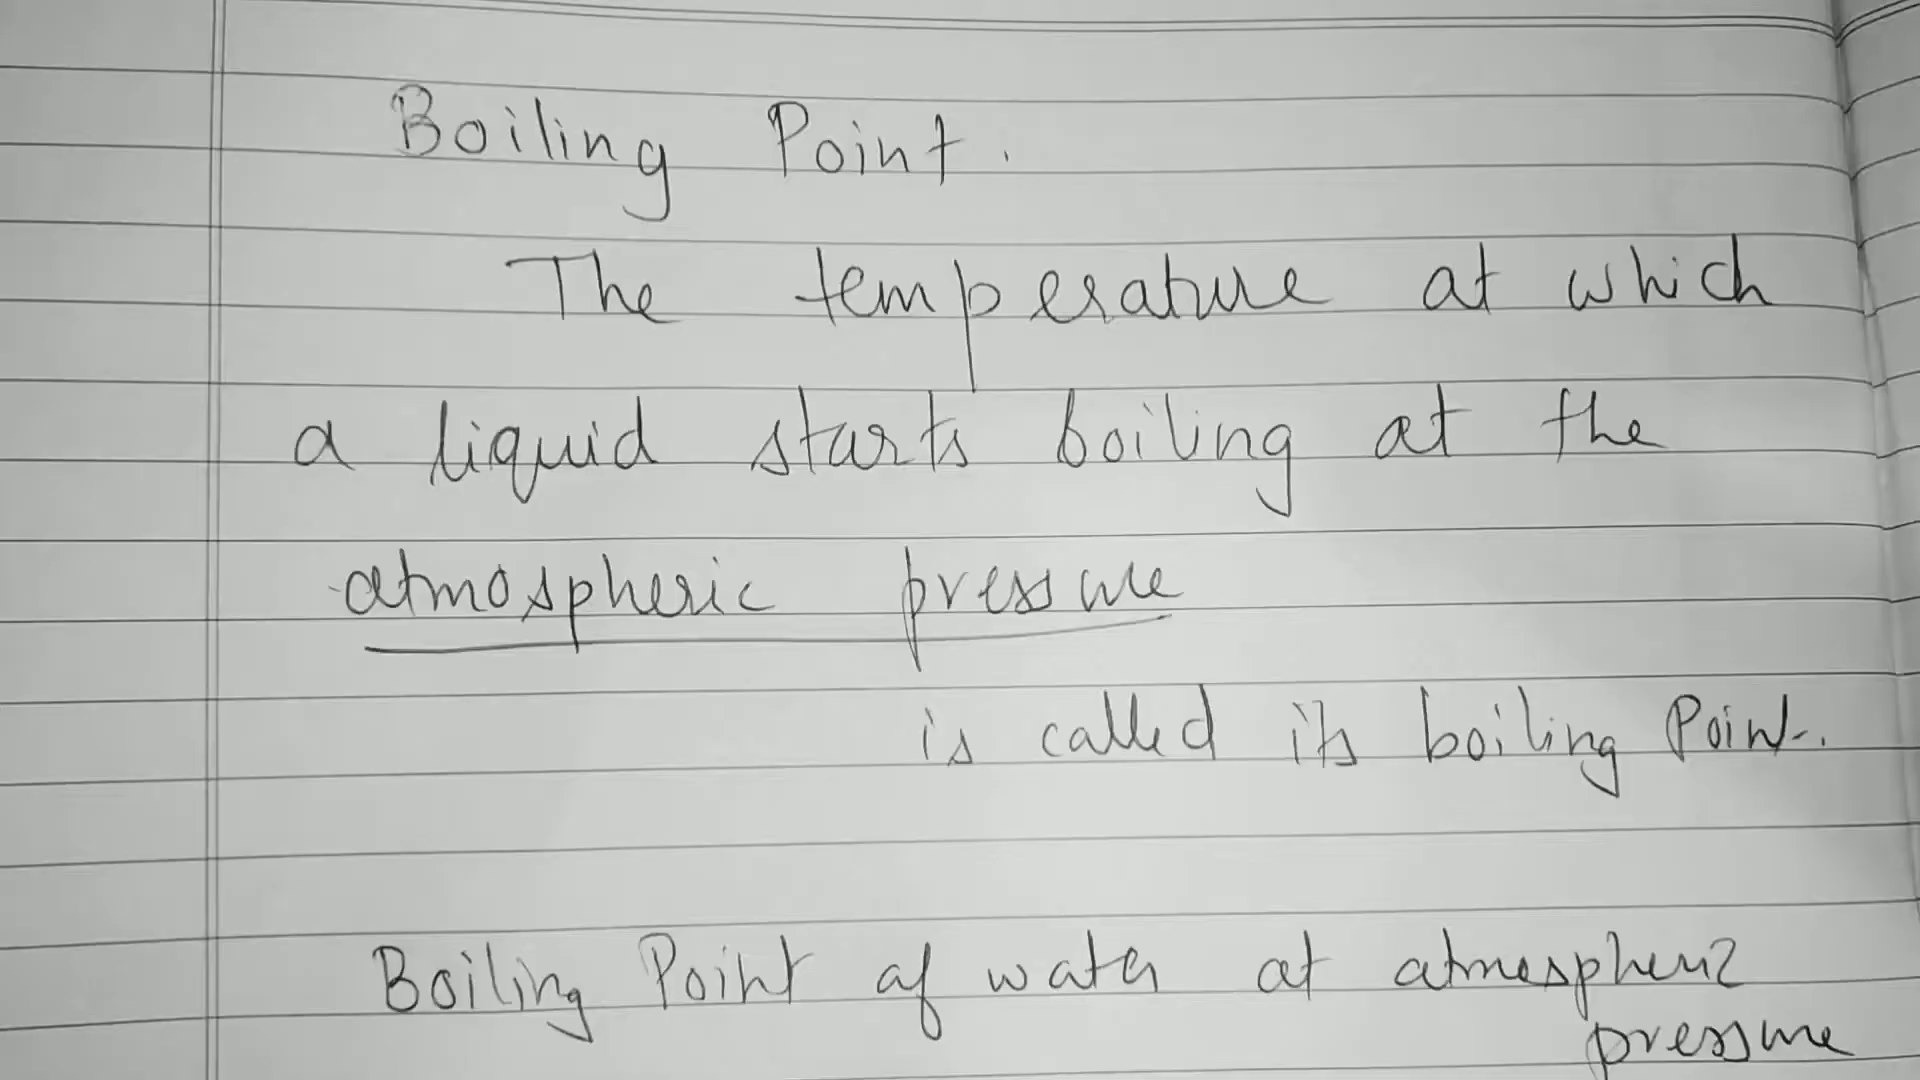 Boiling Point.
The temperature at which
a liquid starts boiling at the
atmospheric pressure
is called its boiling Point.
Boiling Point of water at atmospheric
pressure